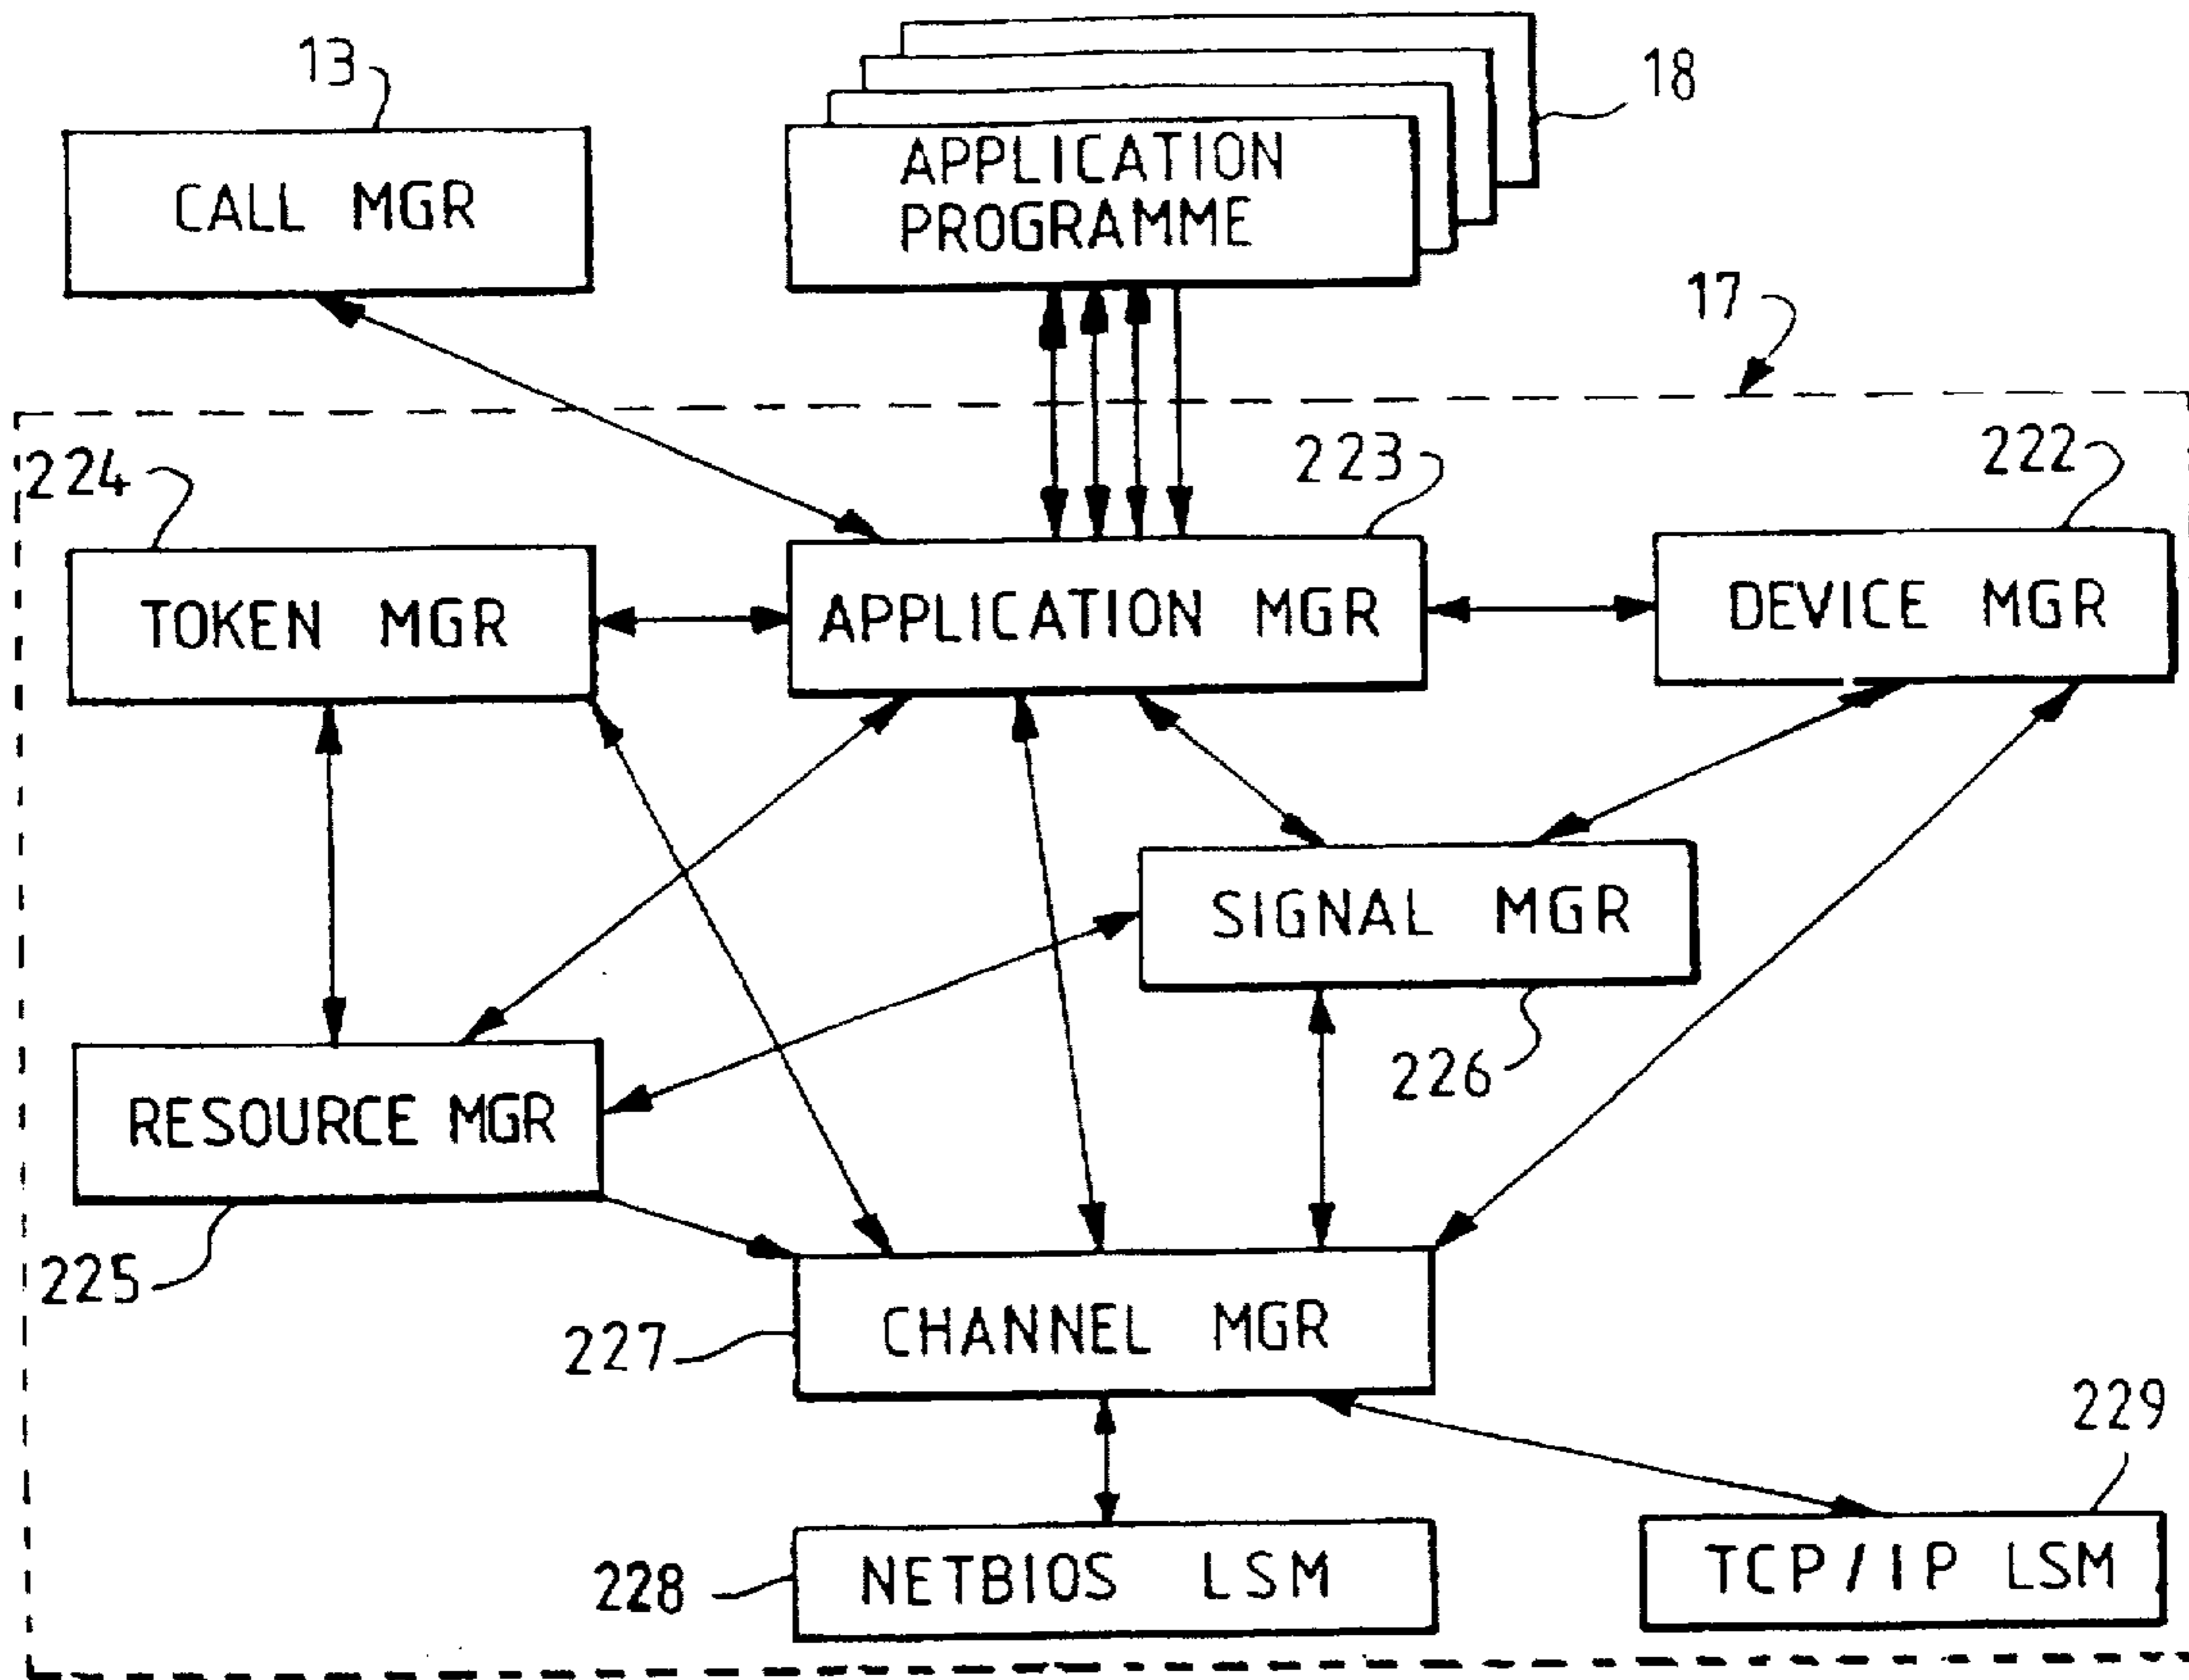 13
18
CALL MGR
APPLICATION
PROGRAMME
17
224
223
222
TOKEN MGR
APPLICATION MGR
DEVICE MGR
SIGNAL MGR
226
RESOURCE MGR
225
227
CHANNEL MGR
229
228
NETBIOS LSM
TCP/IP LSM